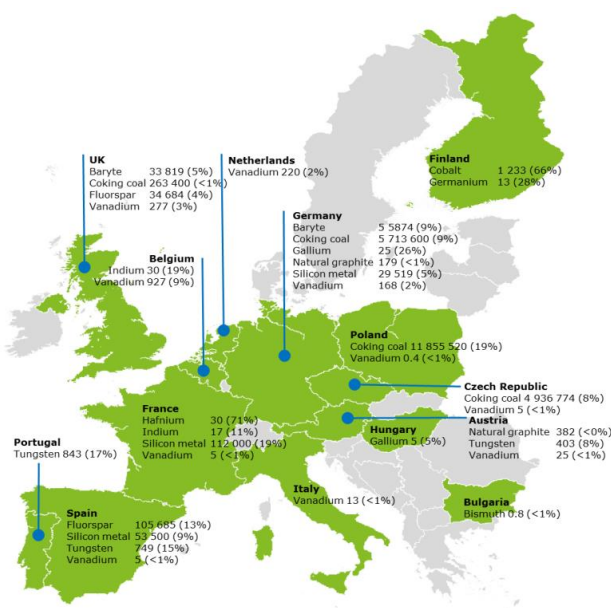 UK
Baryte 33 819 (5%)
Coking coal 263 400 (<1%)
Fluorspar 34 684 (4%)
Vanadium 277 (3%)
Netherlands
Vanadium 220 (2%)
Finland
Cobalt 1 233 (66%)
Germanium 13 (28%)
Germany
Baryte 5 5874 (9%)
Coking coal 5 713 600 (9%)
Gallium 25 (26%)
Natural graphite 179 (<1%)
Silicon metal 29 519 (5%)
Vanadium 168 (2%)
Belgium
Indium 30 (19%)
Vanadium 927 (9%)
Poland
Coking coal 11 855 520 (19%)
Vanadium 0.4 (<1%)
Czech Republic
Coking coal 4 936 774 (8%)
Vanadium 5 (<1%)
France
Hafnium 30 (71%)
Indium 17 (11%)
Silicon metal 112 000 (19%)
Vanadium 5 (<1%)
Hungary
Gallium 5 (5%)
Austria
Natural graphite 382 (<0%)
Tungsten 403 (8%)
Vanadium 25 (<1%)
Portugal
Tungsten 843 (17%)
Italy
Vanadium 13 (<1%)
Bulgaria
Bismuth 0.8 (<1%)
Spain
Fluorspar 105 685 (13%)
Silicon metal 53 500 (9%)
Tungsten 749 (15%)
Vanadium 5 (<1%)